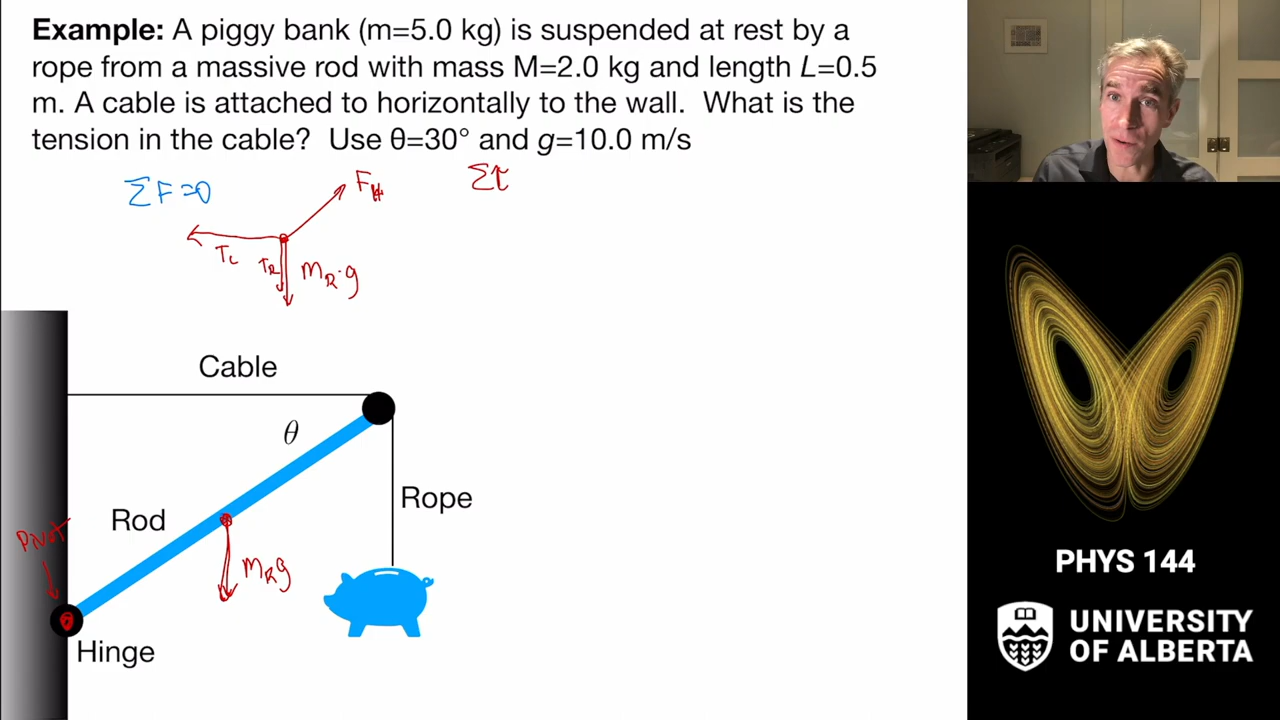 Example: A piggy bank (m=5.0 kg) is suspended at rest by a
rope from a massive rod with mass M=2.0 kg and length L=0.5
m. A cable is attached to horizontally to the wall. What is the
tension in the cable? Use θ=30° and g=10.0 m/s
ΣF=0
F_H
Στ
T_C
T_R
m_R·g
Cable
θ
Rope
Rod
Pivot
m_R g
Hinge
PHYS 144
UNIVERSITY
OF ALBERTA